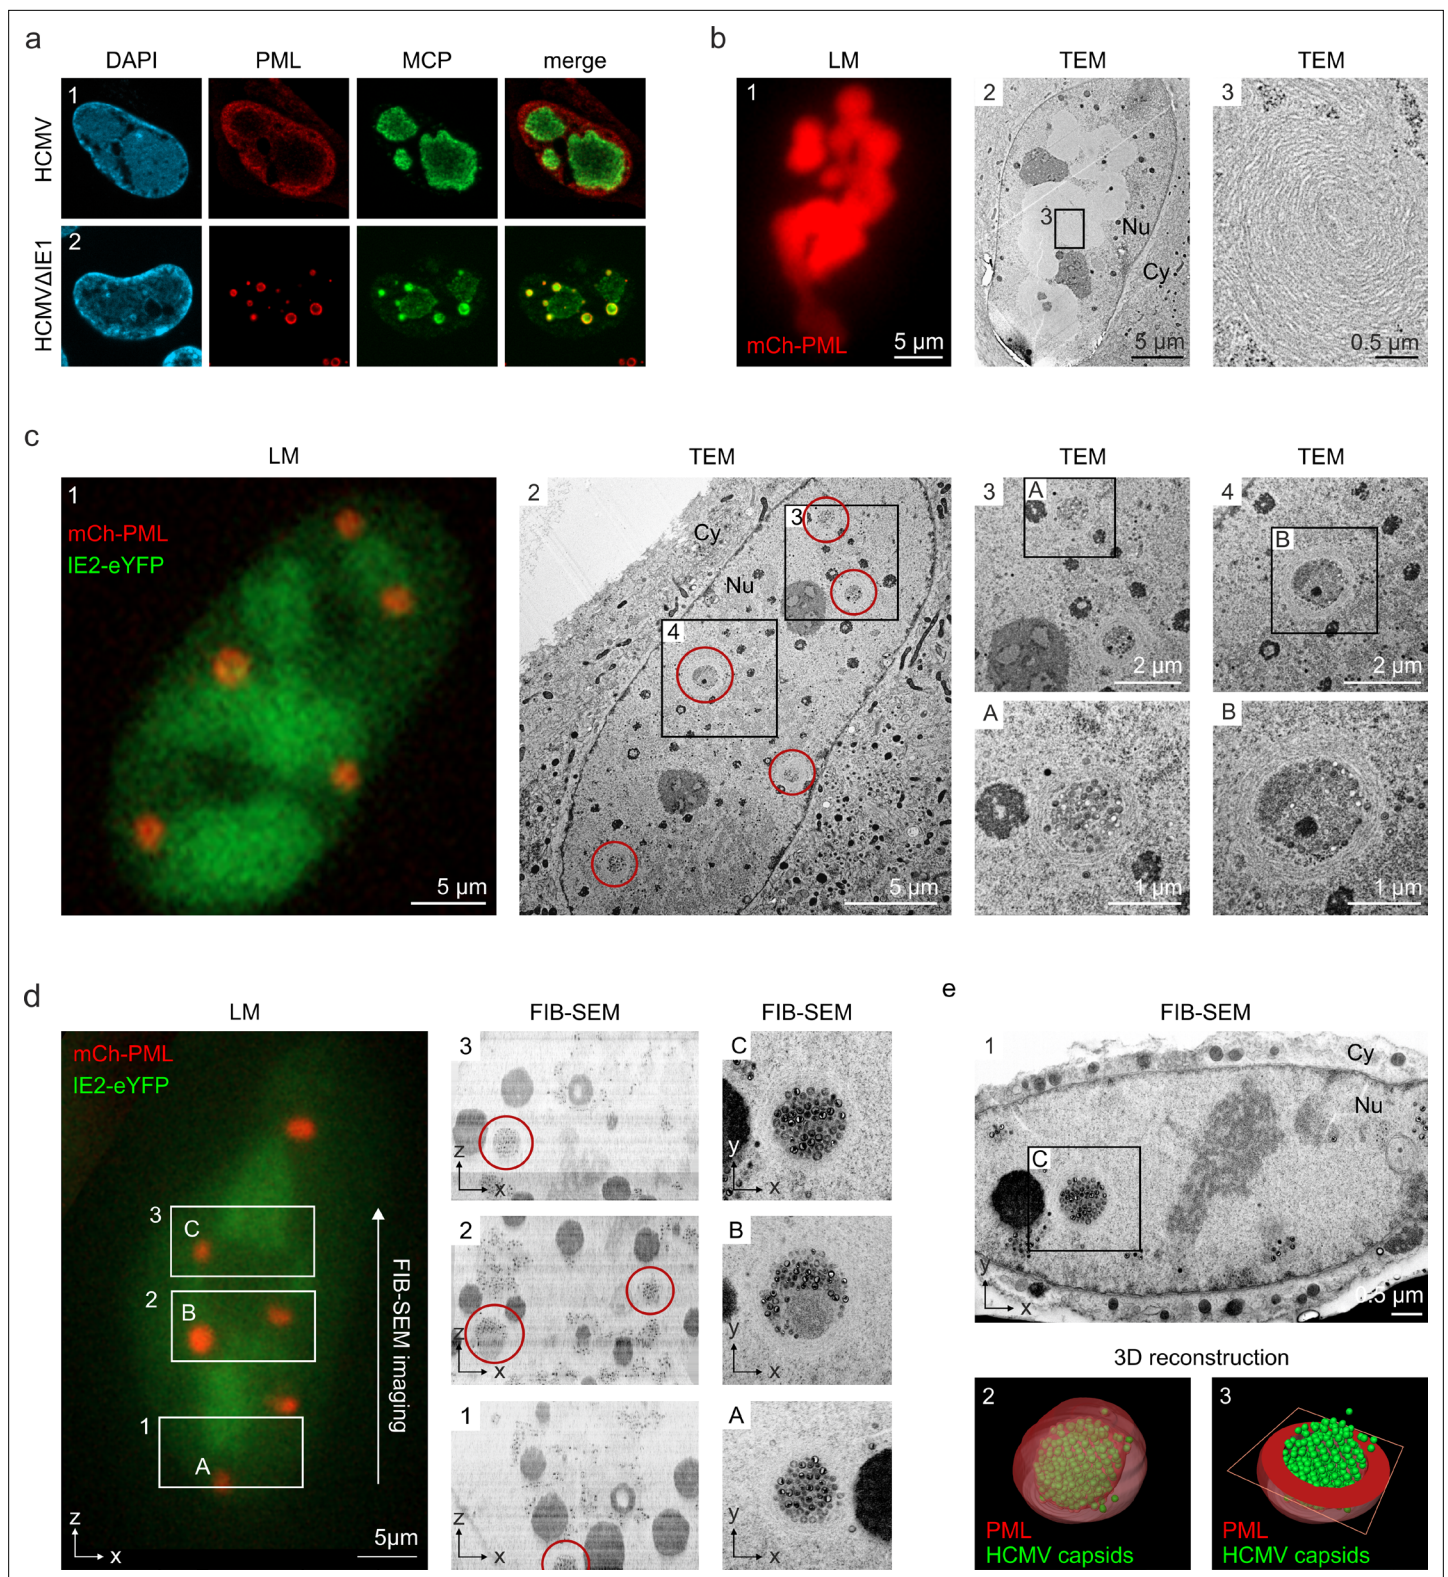 a
DAPI PML MCP merge
HCMV
1
HCMVΔIE1
2
b
LM TEM TEM
1
mCh-PML
5 µm
2
3
Nu
Cy
5 µm
3
0.5 µm
c
LM TEM TEM TEM
1
mCh-PML
IE2-eYFP
5 µm
2
Cy
Nu
3
4
5 µm
3
A
2 µm
4
B
2 µm
A
1 µm
B
1 µm
d
LM FIB-SEM FIB-SEM
mCh-PML
IE2-eYFP
3
C
2
B
1
A
FIB-SEM imaging
z
x
5µm
3
z
x
C
y
x
2
z
x
B
y
x
1
z
x
A
y
x
e
FIB-SEM
1
Cy
Nu
C
y
x
0.5 µm
3D reconstruction
2
PML
HCMV capsids
3
PML
HCMV capsids